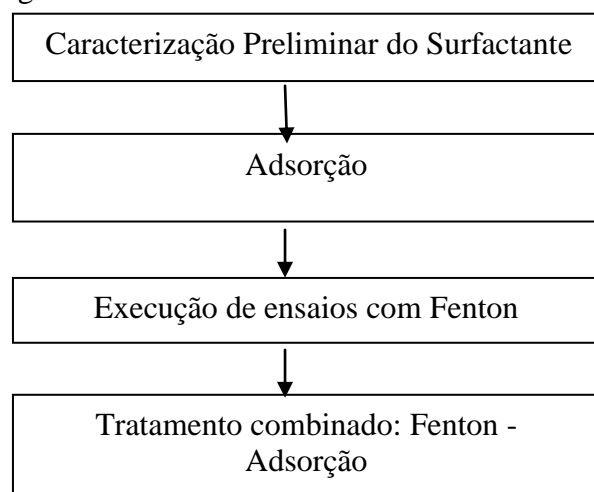 Caracterização Preliminar do Surfactante
Adsorção
Execução de ensaios com Fenton
Tratamento combinado: Fenton -
Adsorção